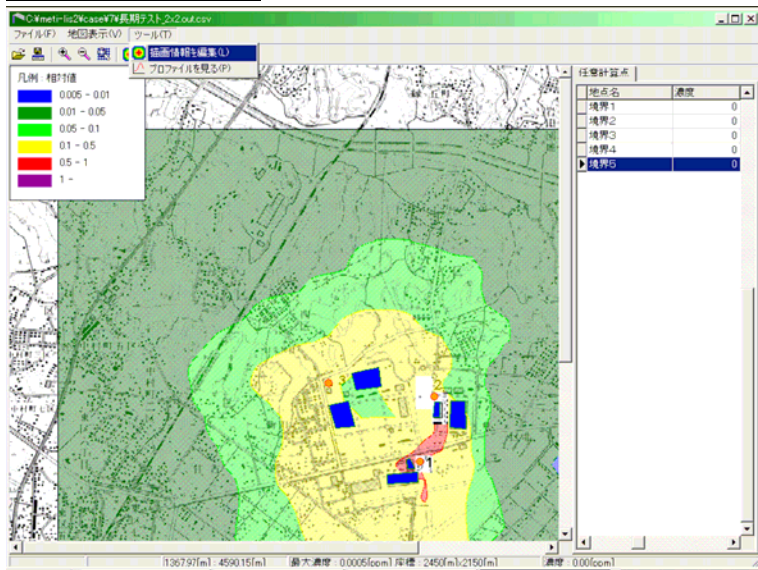 C:¥meti-lis2¥case¥7¥長期テスト_2x2out.csv
ファイル(F) 地図表示(V) ツール(T)
描画情報を編集(L)
プロファイルを見る(P)
凡例:相対値
0.005 - 0.01
0.01 - 0.05
0.05 - 0.1
0.1 - 0.5
0.5 - 1
1 -
任意計算点
地点名 濃度
境界1 0
境界2 0
境界3 0
境界4 0
境界5 0
3
2
1
1367.97[m] : 4590.15[m] 最大濃度 : 0.0005[ppm] 座標 : 2450[m]x2150[m] 濃度 : 0.00[ppm]